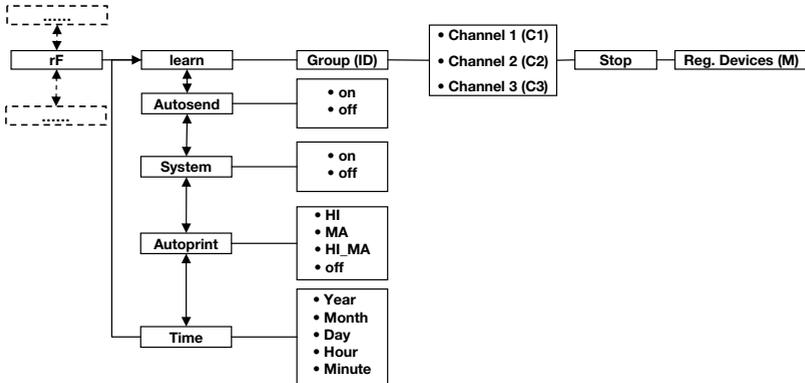 ......
rF
......
learn
Group (ID)
• Channel 1 (C1)
• Channel 2 (C2)
• Channel 3 (C3)
Stop
Reg. Devices (M)
Autosend
• on
• off
System
• on
• off
Autoprint
• HI
• MA
• HI_MA
• off
Time
• Year
• Month
• Day
• Hour
• Minute